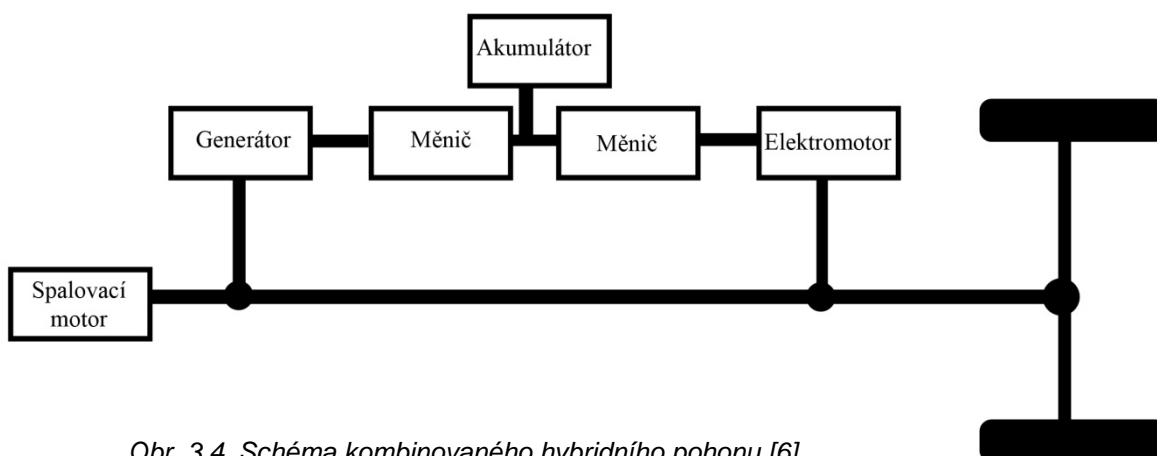 Akumulátor
Generátor
Měnič
Měnič
Elektromotor
Spalovací
motor
Obr. 3.4. Schéma kombinovaného hybridního pohonu [6]